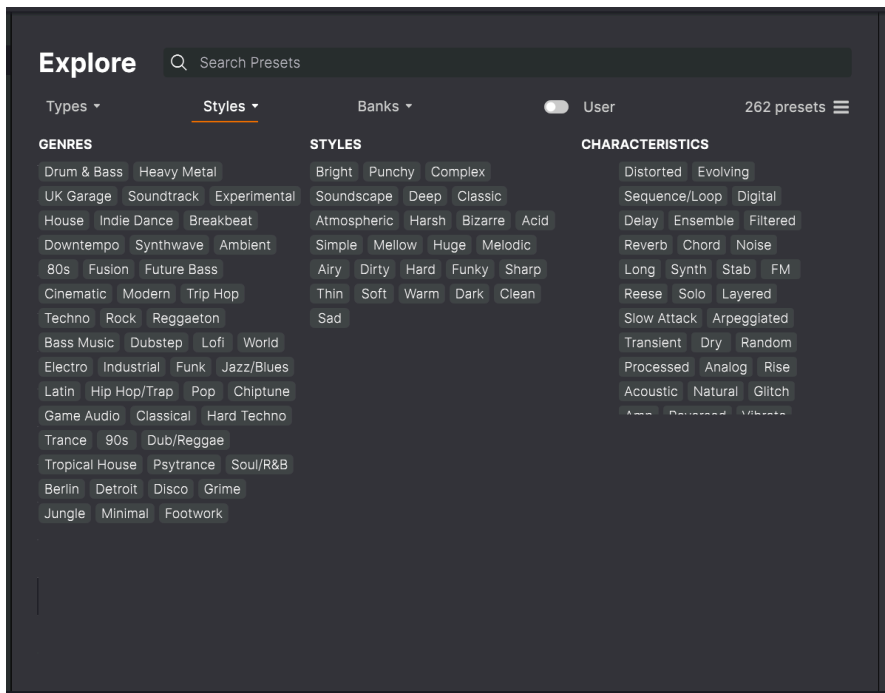 Explore
Search Presets
Types Styles Banks User 262 presets
GENRES
Drum & Bass Heavy Metal
UK Garage Soundtrack Experimental
House Indie Dance Breakbeat
Downtempo Synthwave Ambient
80s Fusion Future Bass
Cinematic Modern Trip Hop
Techno Rock Reggaeton
Bass Music Dubstep Lofi World
Electro Industrial Funk Jazz/Blues
Latin Hip Hop/Trap Pop Chiptune
Game Audio Classical Hard Techno
Trance 90s Dub/Reggae
Tropical House Psytrance Soul/R&B
Berlin Detroit Disco Grime
Jungle Minimal Footwork
STYLES
Bright Punchy Complex
Soundscape Deep Classic
Atmospheric Harsh Bizarre Acid
Simple Mellow Huge Melodic
Airy Dirty Hard Funky Sharp
Thin Soft Warm Dark Clean
Sad
CHARACTERISTICS
Distorted Evolving
Sequence/Loop Digital
Delay Ensemble Filtered
Reverb Chord Noise
Long Synth Stab FM
Reese Solo Layered
Slow Attack Arpeggiated
Transient Dry Random
Processed Analog Rise
Acoustic Natural Glitch
Amp Reversed Vibrato